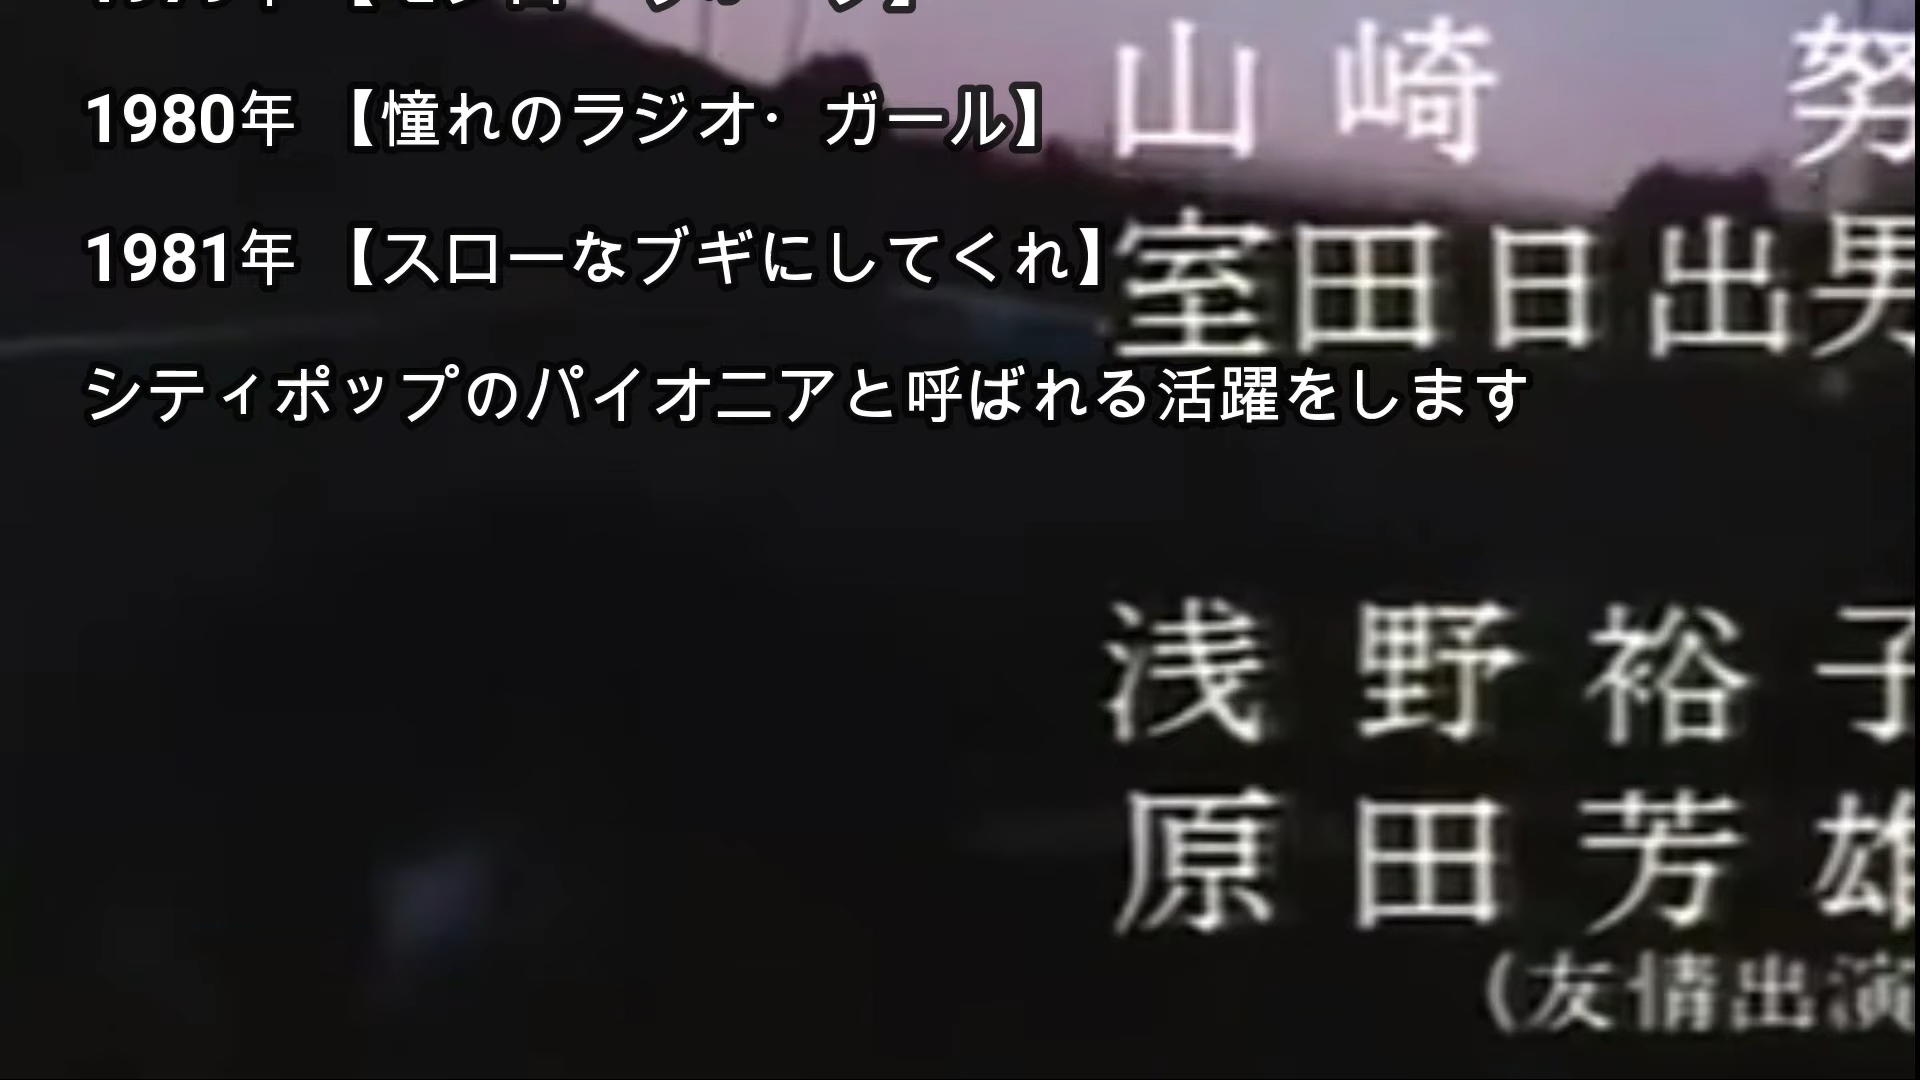 1980年 【憧れのラジオ・ ガール】
1981年 【スローなブギにしてくれ】
シティポップのパイオニアと呼ばれる活躍をします
山崎 努
室田日出男
浅野裕子
原田芳雄
(友情出演